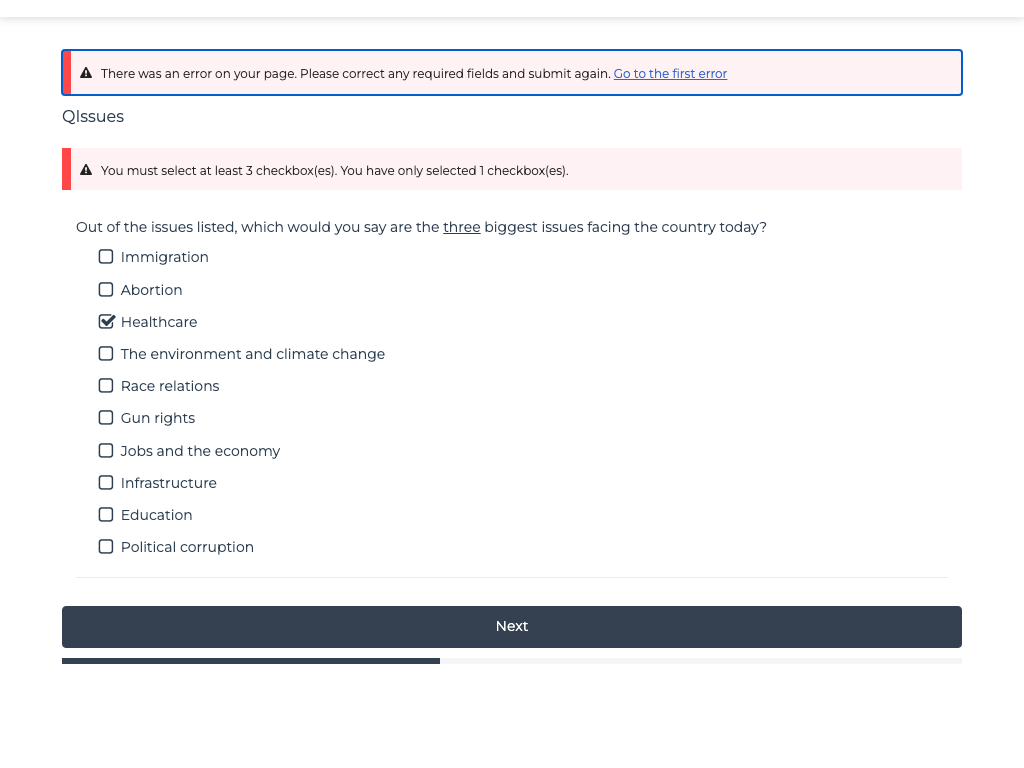 There was an error on your page. Please correct any required fields and submit again. Go to the first error
QIssues
You must select at least 3 checkbox(es). You have only selected 1 checkbox(es).
Out of the issues listed, which would you say are the three biggest issues facing the country today?
Immigration
Abortion
Healthcare
The environment and climate change
Race relations
Gun rights
Jobs and the economy
Infrastructure
Education
Political corruption
Next